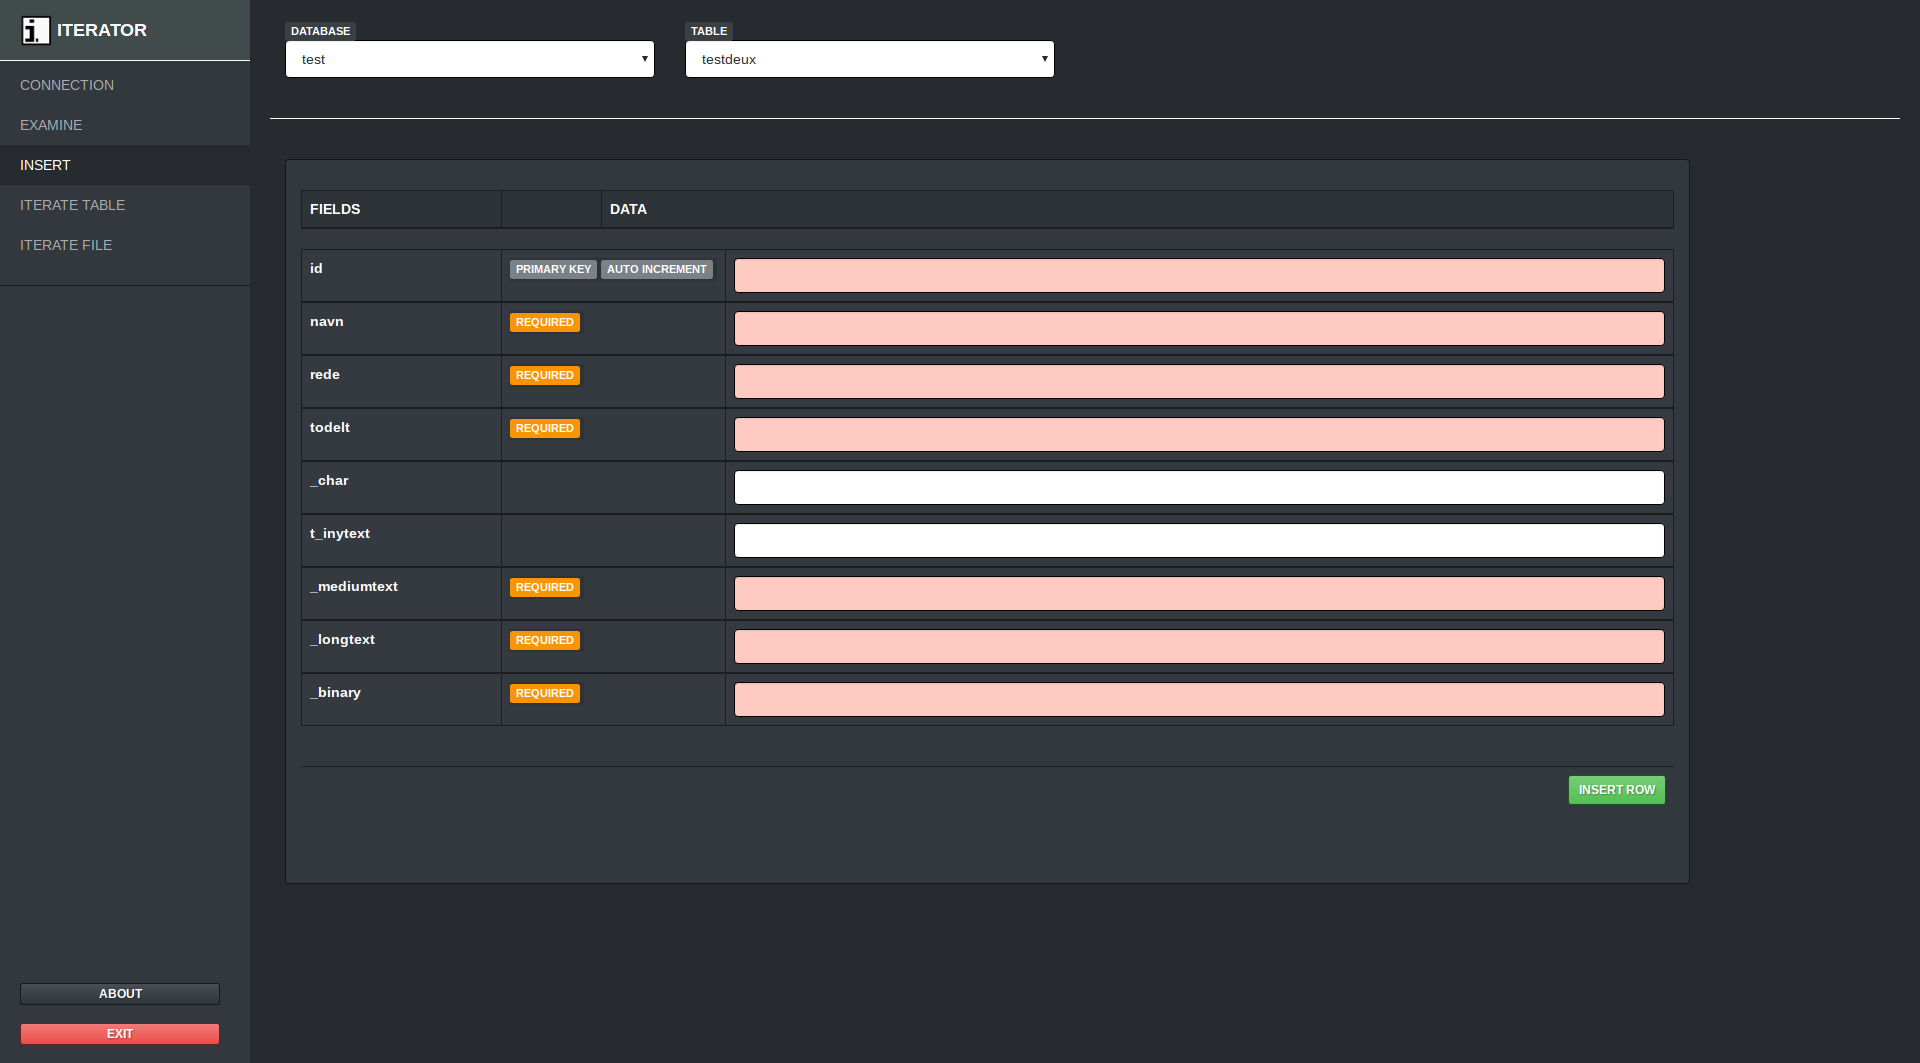 ITERATOR
CONNECTION
EXAMINE
INSERT
ITERATE TABLE
ITERATE FILE
ABOUT
EXIT
DATABASE
test
TABLE
testdeux
FIELDS DATA
id PRIMARY KEY AUTO INCREMENT
navn REQUIRED
rede REQUIRED
todelt REQUIRED
_char
t_inytext
_mediumtext REQUIRED
_longtext REQUIRED
_binary REQUIRED
INSERT ROW